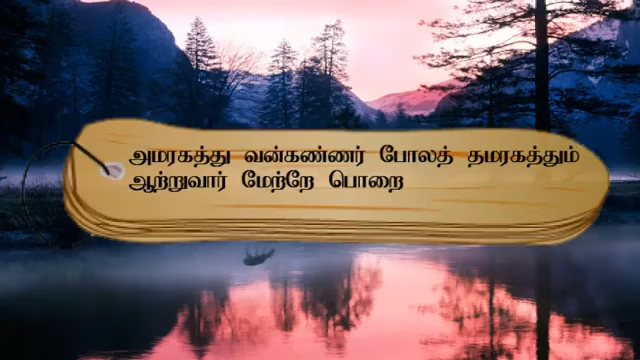 அமரகத்து வன்கண்ணர் போலத் தமரகத்தும்
ஆற்றுவார் மேற்றே பொறை